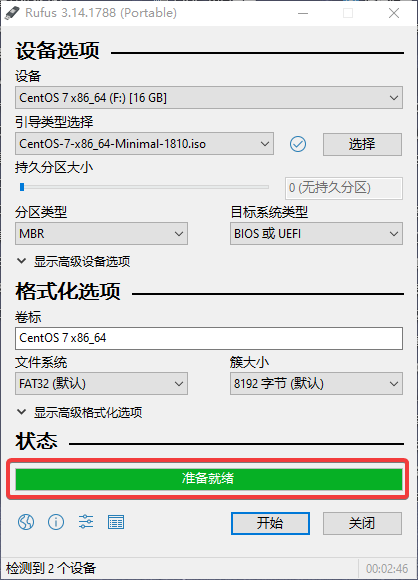 Rufus 3.14.1788 (Portable)
设备选项
设备
CentOS 7 x86_64 (F:) [16 GB]
引导类型选择
CentOS-7-x86_64-Minimal-1810.iso
选择
持久分区大小
0 (无持久分区)
分区类型
目标系统类型
MBR
BIOS 或 UEFI
显示高级设备选项
格式化选项
卷标
CentOS 7 x86_64
文件系统
簇大小
FAT32 (默认)
8192 字节 (默认)
显示高级格式化选项
状态
准备就绪
开始
关闭
检测到 2 个设备
00:02:46